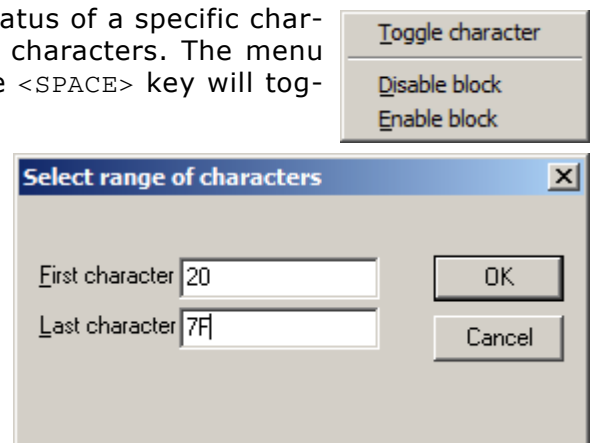 atus of a specific char-
characters. The menu
<SPACE> key will tog-
Toggle character
Disable block
Enable block
Select range of characters
First character 20
OK
Last character 7F
Cancel